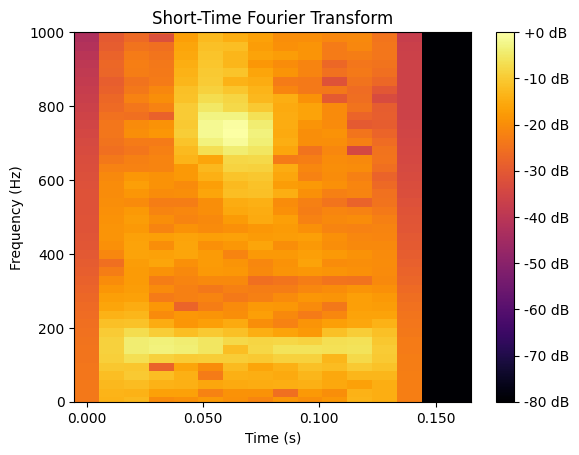 Short-Time Fourier Transform
1000
800
600
400
200
0
Frequency (Hz)
0.000
0.050
0.100
0.150
Time (s)
+0 dB
-10 dB
-20 dB
-30 dB
-40 dB
-50 dB
-60 dB
-70 dB
-80 dB